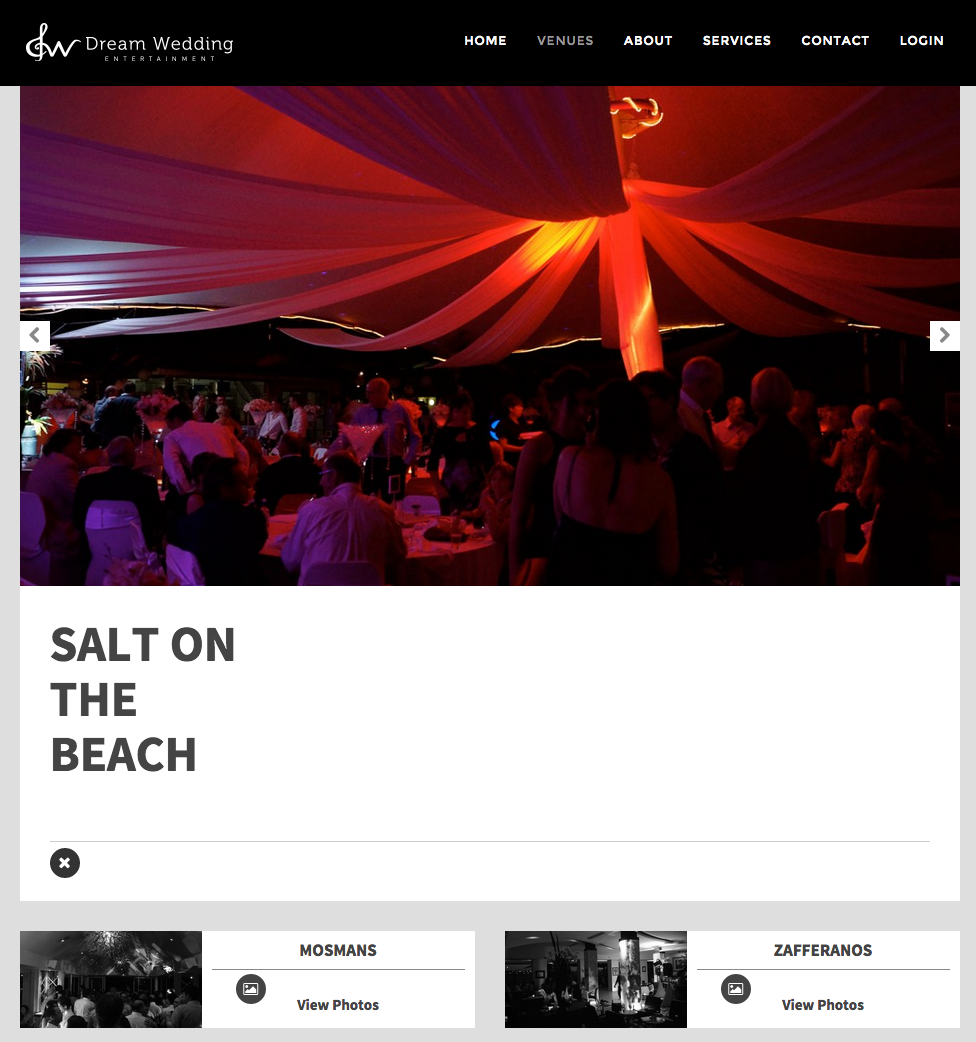 Dream Wedding
ENTERTAINMENT
HOME VENUES ABOUT SERVICES CONTACT LOGIN
SALT ON
THE
BEACH
MOSMANS
View Photos
ZAFFERANOS
View Photos